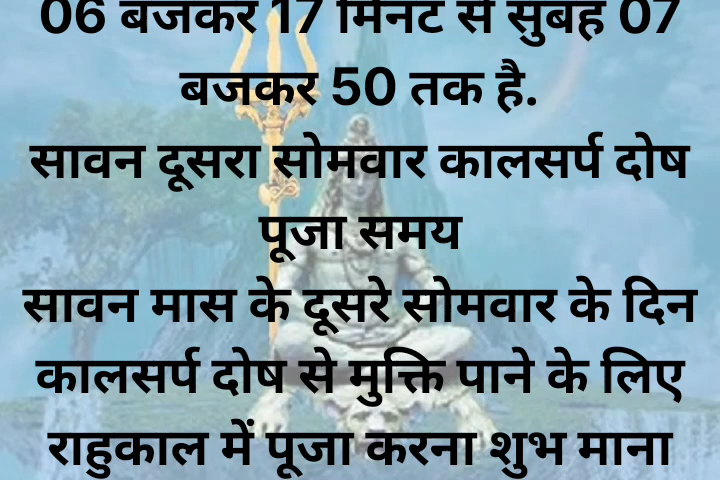 06 बजकर 17 मिनट से सुबह 07
बजकर 50 तक है.
सावन दूसरा सोमवार कालसर्प दोष
पूजा समय
सावन मास के दूसरे सोमवार के दिन
कालसर्प दोष से मुक्ति पाने के लिए
राहुकाल में पूजा करना शुभ माना